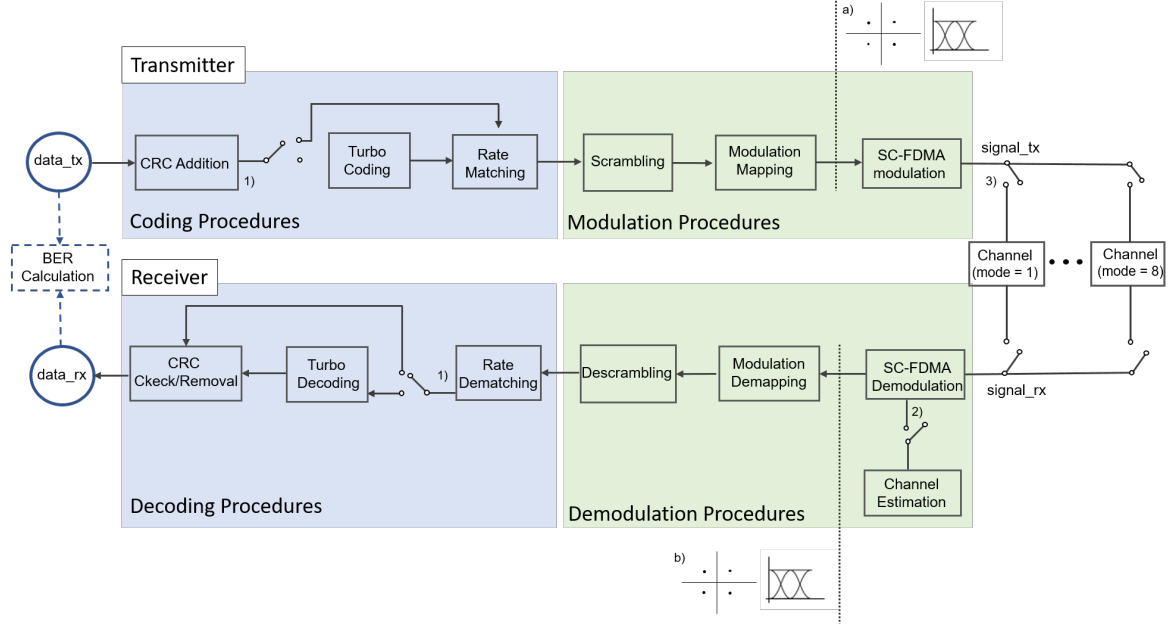 a)
Transmitter
data_tx
CRC Addition
1)
Turbo
Coding
Rate
Matching
Coding Procedures
Scrambling
Modulation
Mapping
SC-FDMA
modulation
Modulation Procedures
signal_tx
3)
Channel
(mode = 1)
Channel
(mode = 8)
BER
Calculation
Receiver
data_rx
CRC
Ckeck/Removal
Turbo
Decoding
1)
Rate
Dematching
Descrambling
Modulation
Demapping
SC-FDMA
Demodulation
signal_rx
2)
Channel
Estimation
Decoding Procedures
Demodulation Procedures
b)